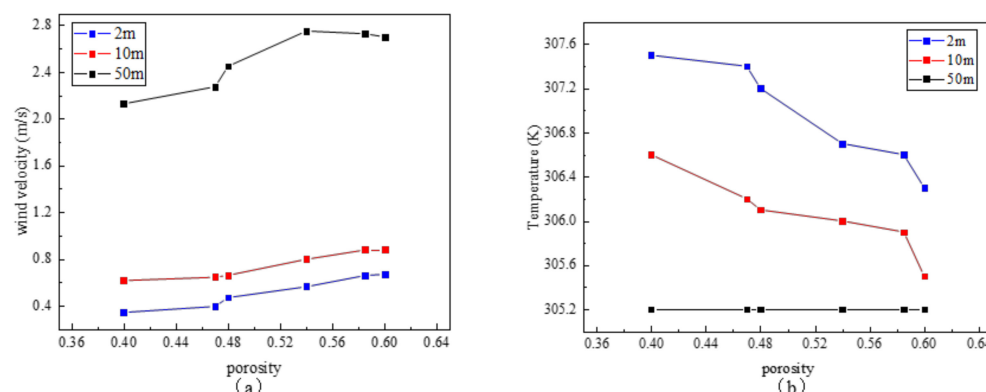 2.8
2.4
2.0
1.6
1.2
0.8
0.4
wind velocity (m/s)
2m
10m
50m
0.36 0.40 0.44 0.48 0.52 0.56 0.60 0.64
porosity
(a)
307.6
307.2
306.8
306.4
306.0
305.6
305.2
Temperature (K)
2m
10m
50m
0.36 0.40 0.44 0.48 0.52 0.56 0.60 0.64
porosity
(b)